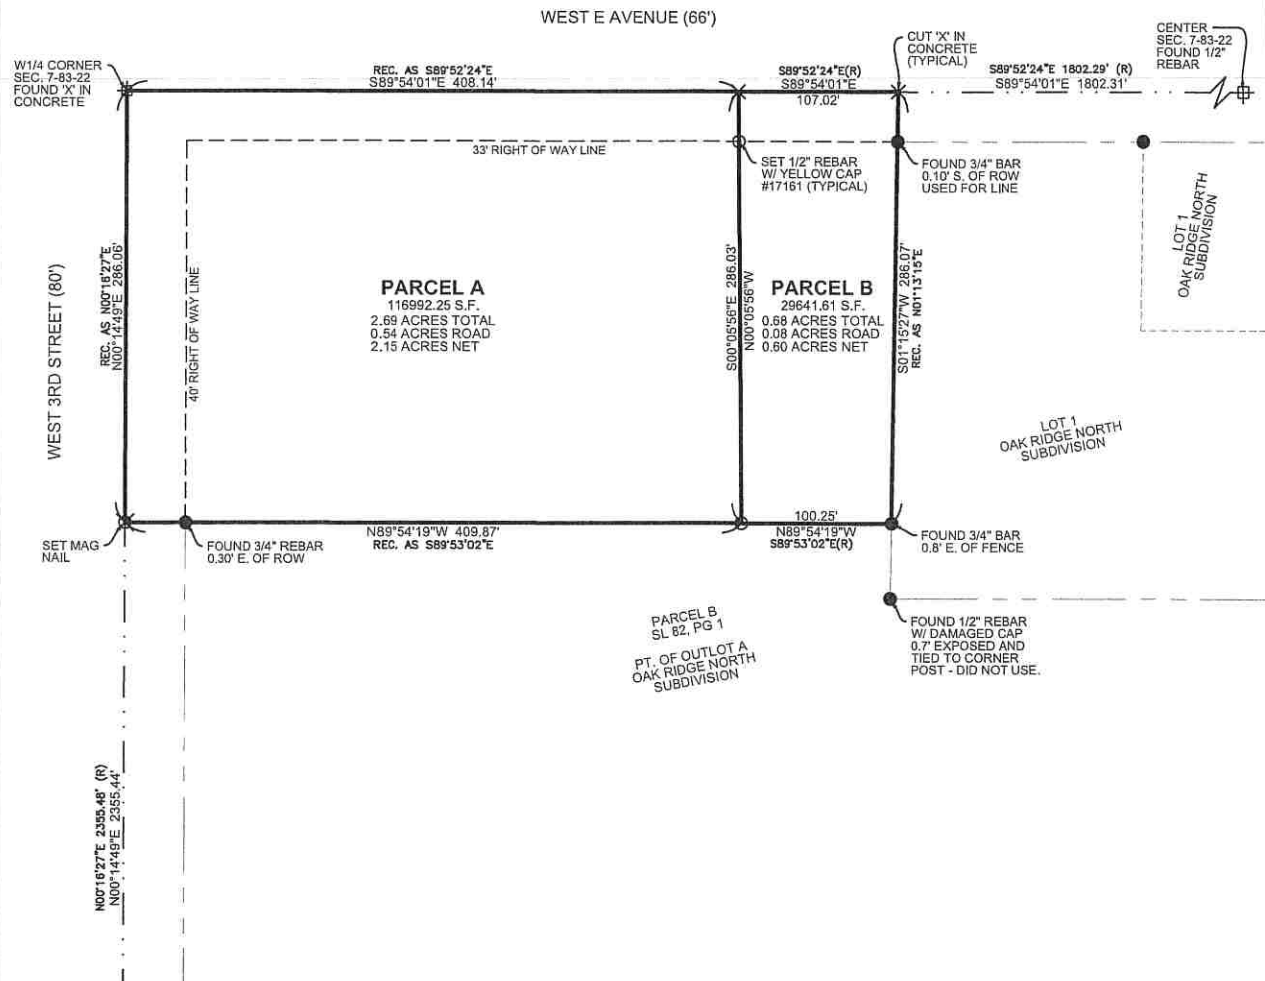 WEST E AVENUE (66')
W1/4 CORNER
SEC. 7-83-22
FOUND 'X' IN
CONCRETE
REC. AS S89°52'24"E
S89°54'01"E 408.14'
S89°52'24"E(R)
S89°54'01"E
107.02'
CUT 'X' IN
CONCRETE
(TYPICAL)
S89°52'24"E 1802.29' (R)
S89°54'01"E 1802.31'
CENTER
SEC. 7-83-22
FOUND 1/2"
REBAR
33' RIGHT OF WAY LINE
SET 1/2" REBAR
W/ YELLOW CAP
#17161 (TYPICAL)
FOUND 3/4" BAR
0.10' S. OF ROW
USED FOR LINE
LOT 1
OAK RIDGE NORTH
SUBDIVISION
WEST 3RD STREET (80')
REC. AS N00°16'27"E
N00°14'49"E 286.06'
40' RIGHT OF WAY LINE
PARCEL A
116992.25 S.F.
2.69 ACRES TOTAL
0.54 ACRES ROAD
2.15 ACRES NET
S00°05'56"E 286.03'
N00°05'56"W
PARCEL B
29641.61 S.F.
0.68 ACRES TOTAL
0.08 ACRES ROAD
0.60 ACRES NET
S01°15'27"W 286.07'
REC. AS N01°13'15"E
LOT 1
OAK RIDGE NORTH
SUBDIVISION
SET MAG
NAIL
FOUND 3/4" REBAR
0.30' E. OF ROW
N89°54'19"W 409.87'
REC. AS S89°53'02"E
100.25'
N89°54'19"W
S89°53'02"E(R)
FOUND 3/4" BAR
0.8' E. OF FENCE
PARCEL B
SL 82, PG 1
PT. OF OUTLOT A
OAK RIDGE NORTH
SUBDIVISION
FOUND 1/2" REBAR
W/ DAMAGED CAP
0.7' EXPOSED AND
TIED TO CORNER
POST - DID NOT USE.
N00°16'27"E 2355.48' (R)
N00°14'49"E 2355.44'